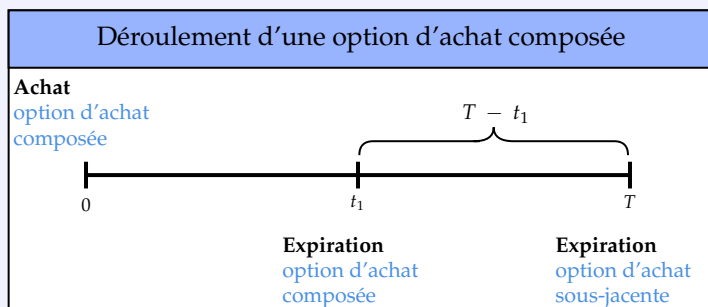 Déroulement d'une option d'achat composée
Achat
option d'achat
composée
T − t₁
0
t₁
T
Expiration
option d'achat
composée
Expiration
option d'achat
sous-jacente